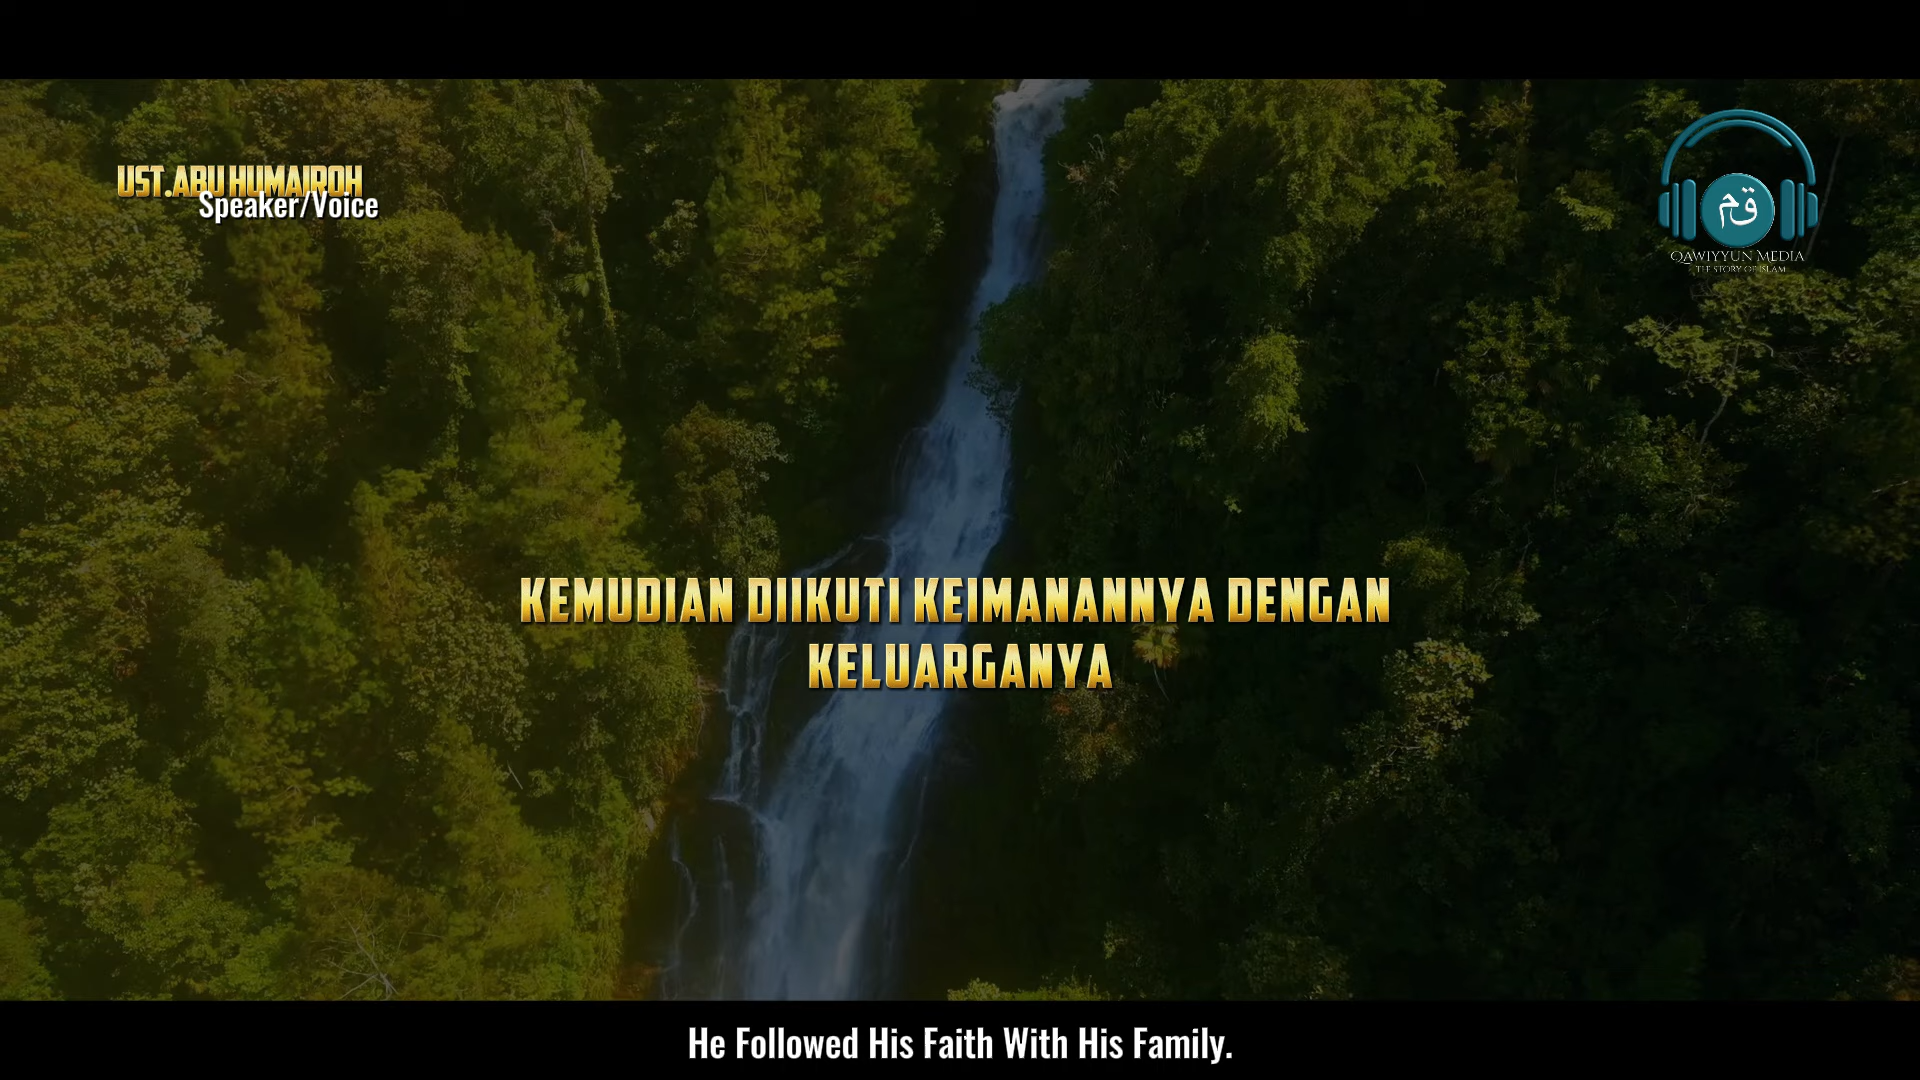 UST.ABU HUMAIROH
Speaker/Voice
قم
QAWIYYUN MEDIA
THE STORY OF ISLAM
KEMUDIAN DIIKUTI KEIMANANNYA DENGAN
KELUARGANYA
He Followed His Faith With His Family.